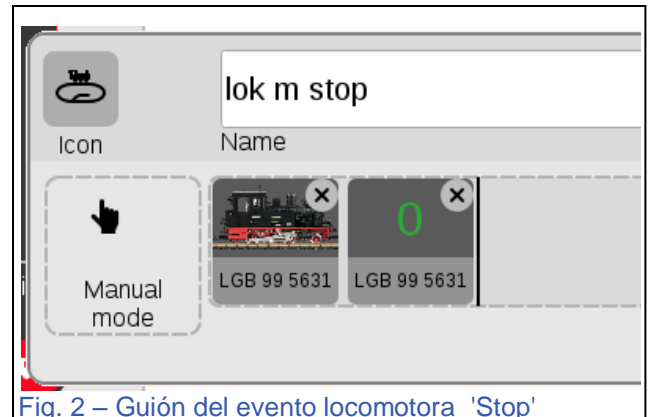 lok m stop
Icon
Name
0
LGB 99 5631
LGB 99 5631
Manual
mode
Fig. 2 – Guión del evento locomotora 'Stop'